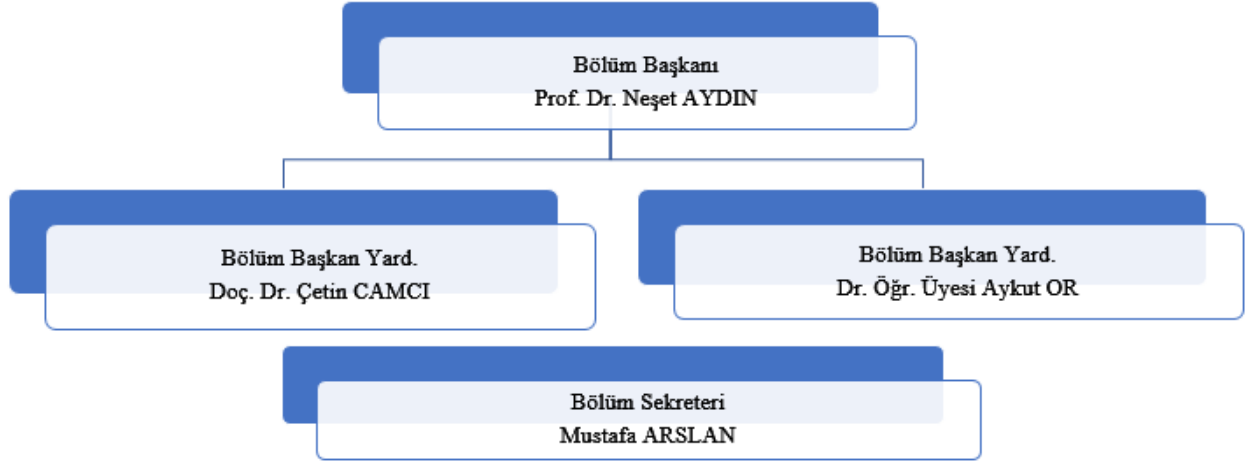 Bölüm Başkanı
Prof. Dr. Neşet AYDIN
Bölüm Başkan Yard.
Doç. Dr. Çetin CAMCI
Bölüm Başkan Yard.
Dr. Öğr. Üyesi Aykut OR
Bölüm Sekreteri
Mustafa ARSLAN